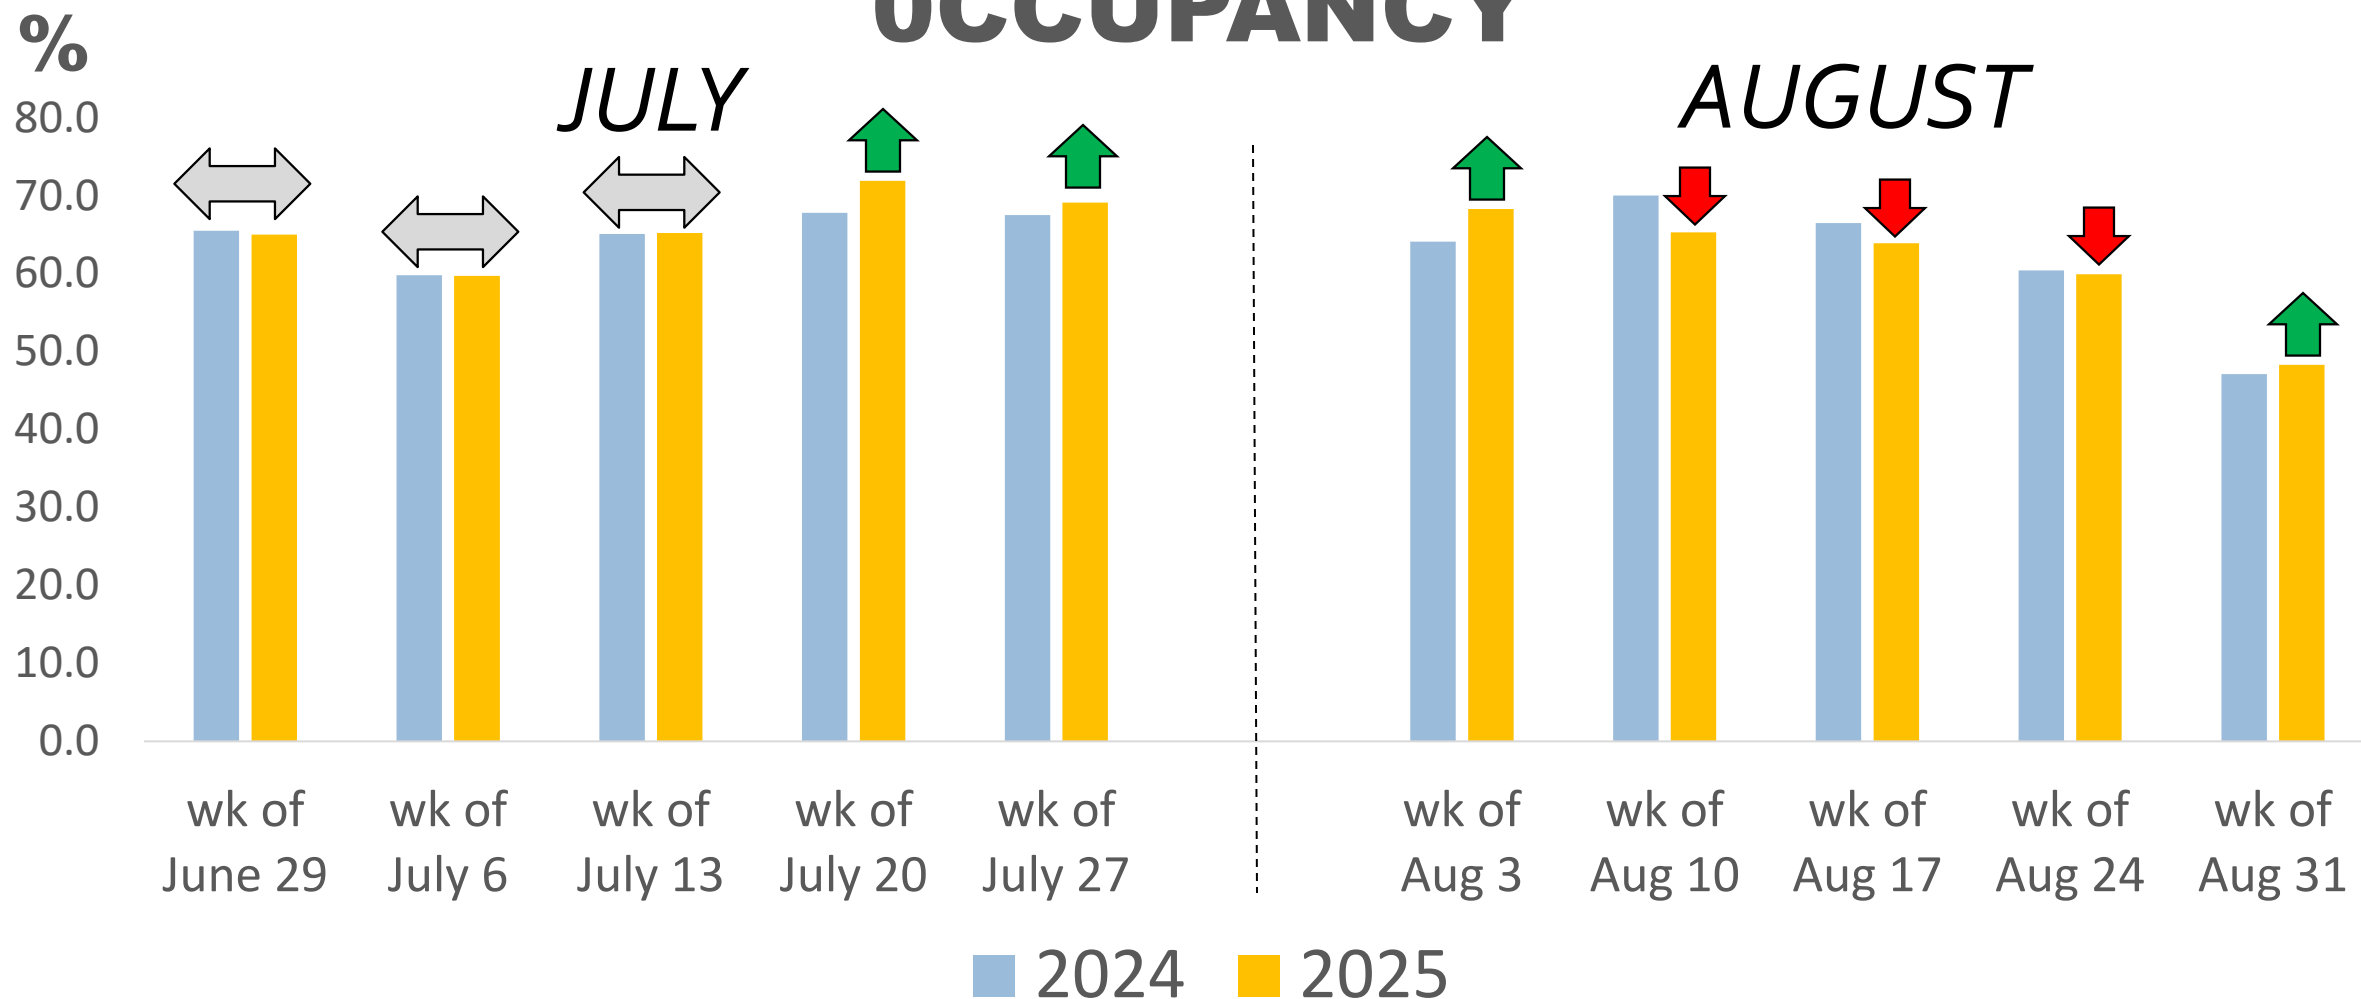 OCCUPANCY
%
JULY
AUGUST
80.0
70.0
60.0
50.0
40.0
30.0
20.0
10.0
0.0
wk of June 29
wk of July 6
wk of July 13
wk of July 20
wk of July 27
wk of Aug 3
wk of Aug 10
wk of Aug 17
wk of Aug 24
wk of Aug 31
2024
2025